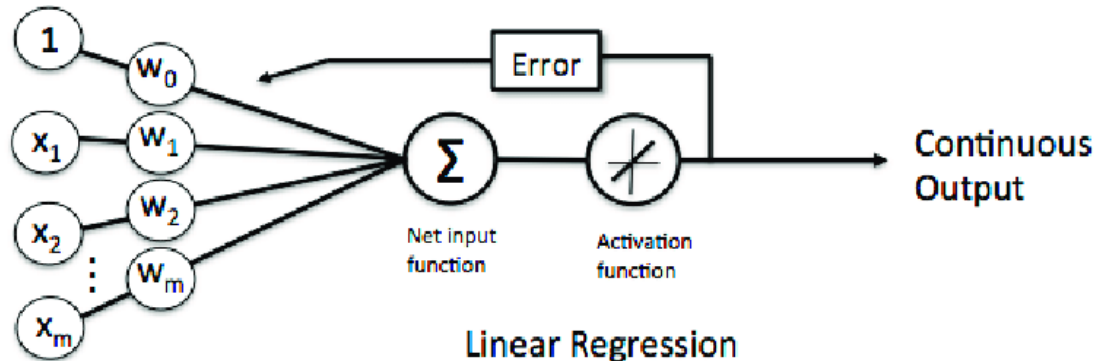 1
w0
Error
x1
w1
Σ
Continuous
Output
x2
w2
Net input
function
Activation
function
⋮
wm
xm
Linear Regression